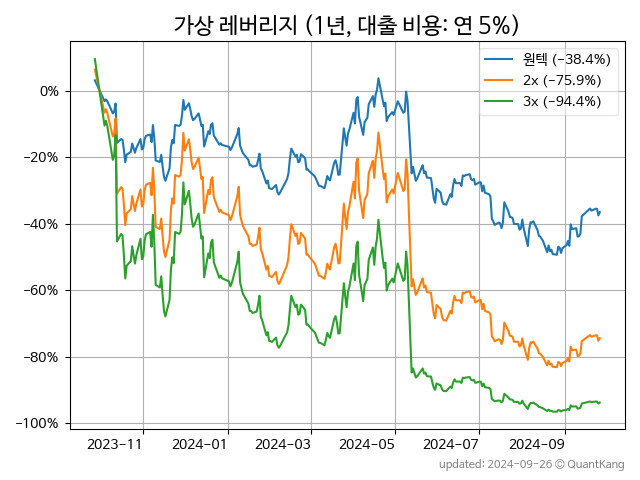 가상 레버리지 (1년, 대출 비용: 연 5%)
원텍 (−38.4%)
2x (−75.9%)
3x (−94.4%)
0%
−20%
−40%
−60%
−80%
−100%
2023-11 2024-01 2024-03 2024-05 2024-07 2024-09
updated: 2024-09-26 © QuantKang